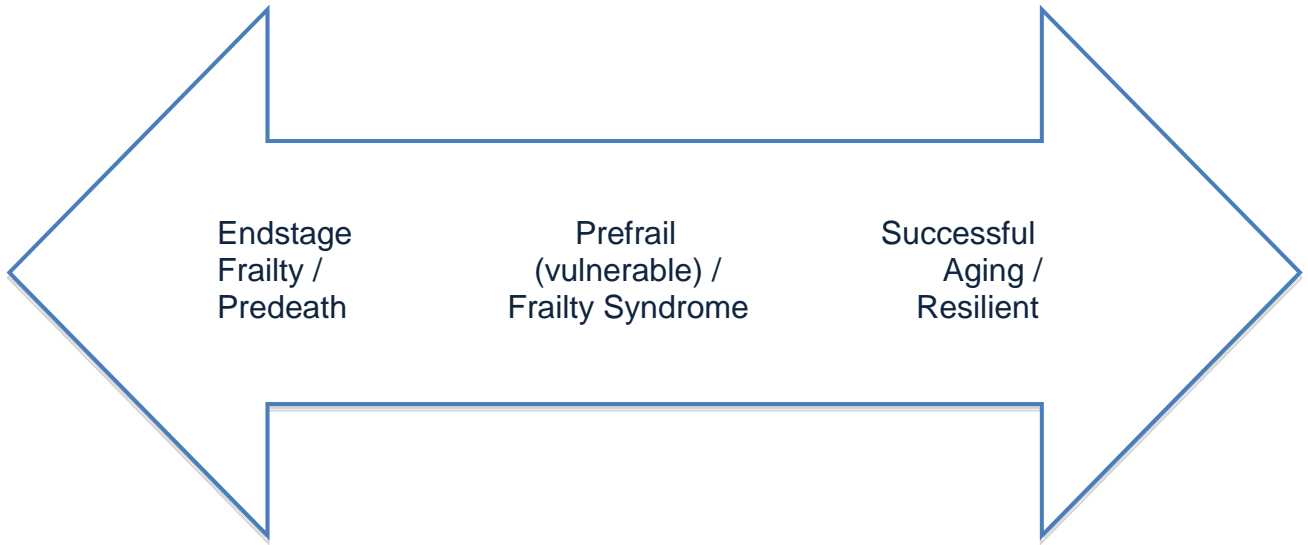 Endstage
Frailty /
Predeath
Prefrail
(vulnerable) /
Frailty Syndrome
Successful
Aging /
Resilient